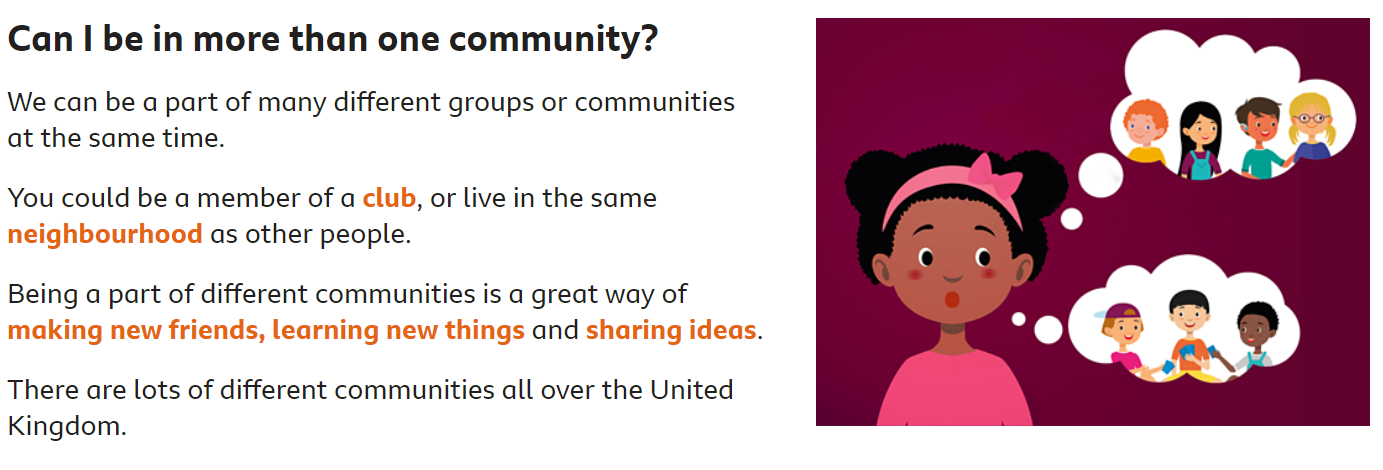 Can I be in more than one community?
We can be a part of many different groups or communities
at the same time.
You could be a member of a club, or live in the same
neighbourhood as other people.
Being a part of different communities is a great way of
making new friends, learning new things and sharing ideas.
There are lots of different communities all over the United
Kingdom.